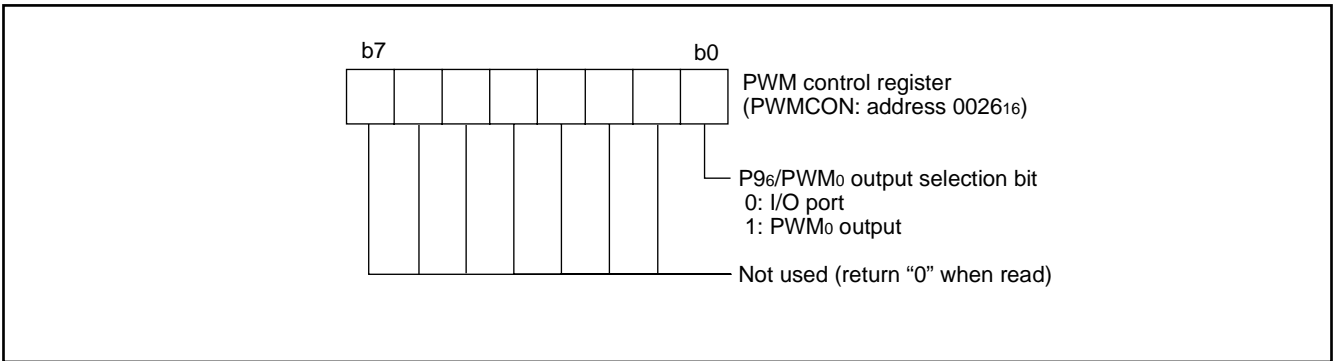 b7 b0
PWM control register
(PWMCON: address 0026₁₆)
P9₆/PWM₀ output selection bit
0: I/O port
1: PWM₀ output
Not used (return “0” when read)